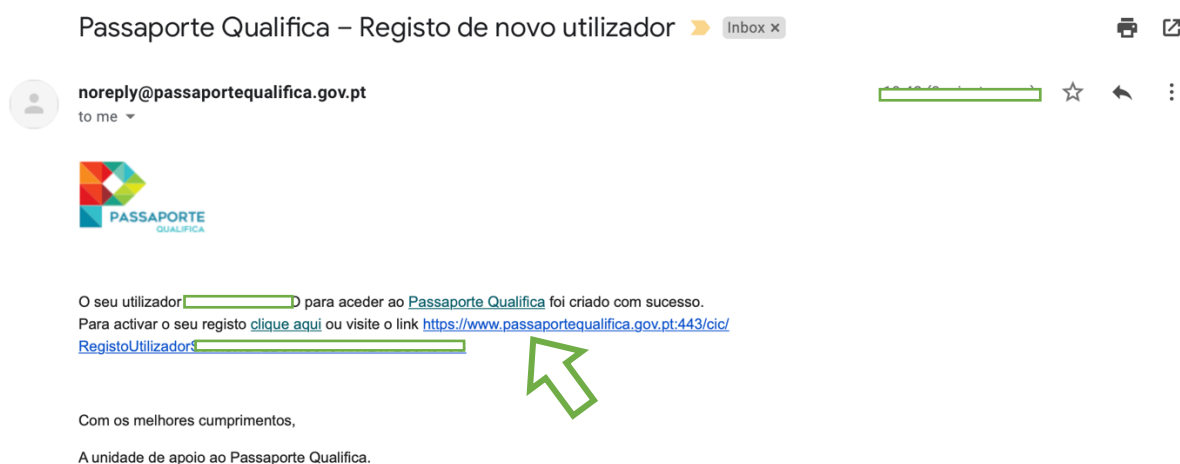 Passaporte Qualifica – Registo de novo utilizador Inbox ×
noreply@passaportequalifica.gov.pt
to me
PASSAPORTE
QUALIFICA
O seu utilizador para aceder ao Passaporte Qualifica foi criado com sucesso.
Para activar o seu registo clique aqui ou visite o link https://www.passaportequalifica.gov.pt:443/cic/
RegistoUtilizador
Com os melhores cumprimentos,
A unidade de apoio ao Passaporte Qualifica.